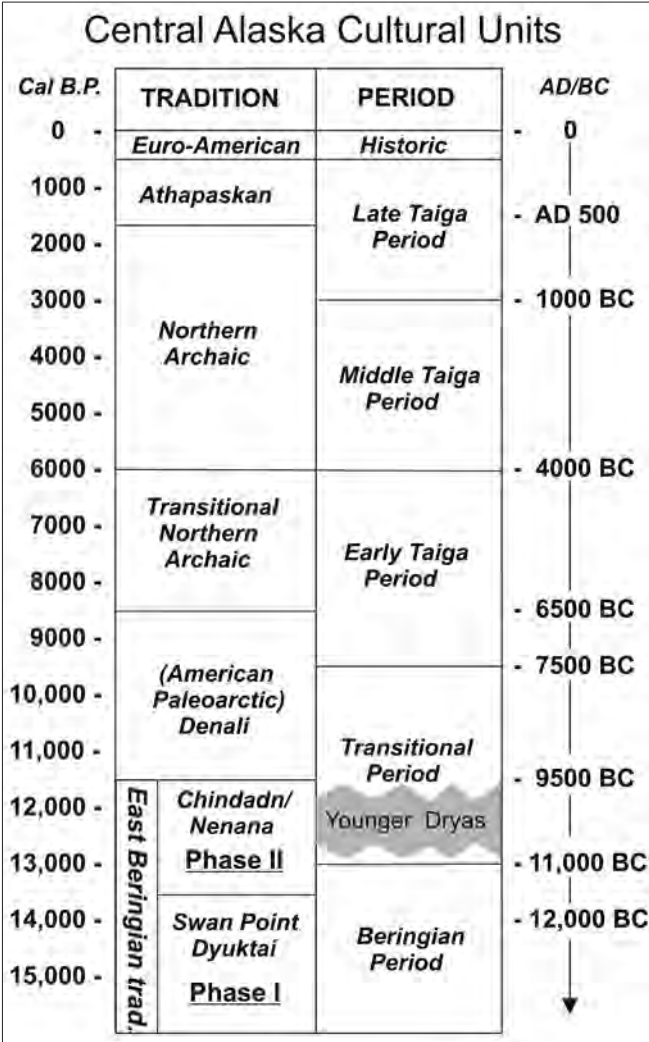 Central Alaska Cultural Units
Cal B.P.
TRADITION
PERIOD
AD/BC
0 -
Euro-American
Historic
- 0
1000 -
Athapaskan
Late Taiga
Period
- AD 500
2000 -
3000 -
- 1000 BC
Northern
Archaic
4000 -
Middle Taiga
Period
5000 -
6000 -
- 4000 BC
Transitional
Northern
Archaic
7000 -
Early Taiga
Period
8000 -
- 6500 BC
9000 -
- 7500 BC
(American
Paleoarctic)
Denali
10,000 -
11,000 -
Transitional
Period
- 9500 BC
East Beringian trad.
Chindadn/
Nenana
Phase II
12,000 -
Younger Dryas
13,000 -
- 11,000 BC
14,000 -
Swan Point
Dyuktai
Phase I
- 12,000 BC
Beringian
Period
15,000 -